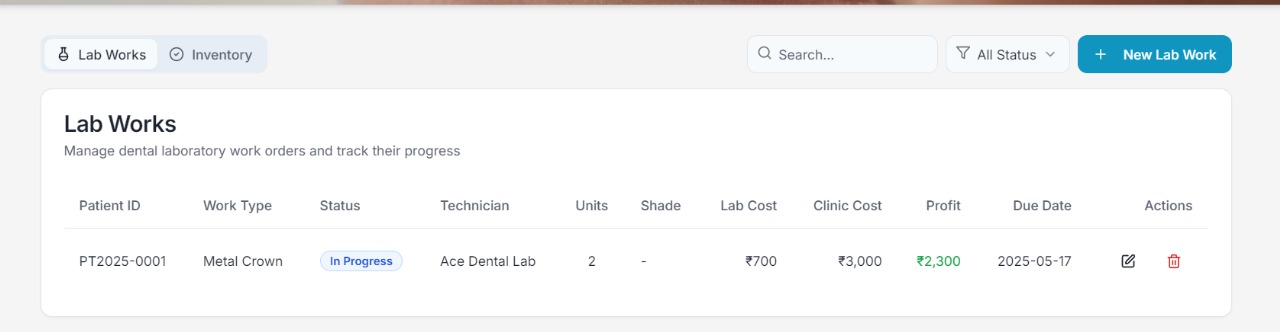 Lab Works Inventory Search... All Status New Lab Work
Lab Works
Manage dental laboratory work orders and track their progress
Patient ID Work Type Status Technician Units Shade Lab Cost Clinic Cost Profit Due Date Actions
PT2025-0001 Metal Crown In Progress Ace Dental Lab 2 - ₹700 ₹3,000 ₹2,300 2025-05-17